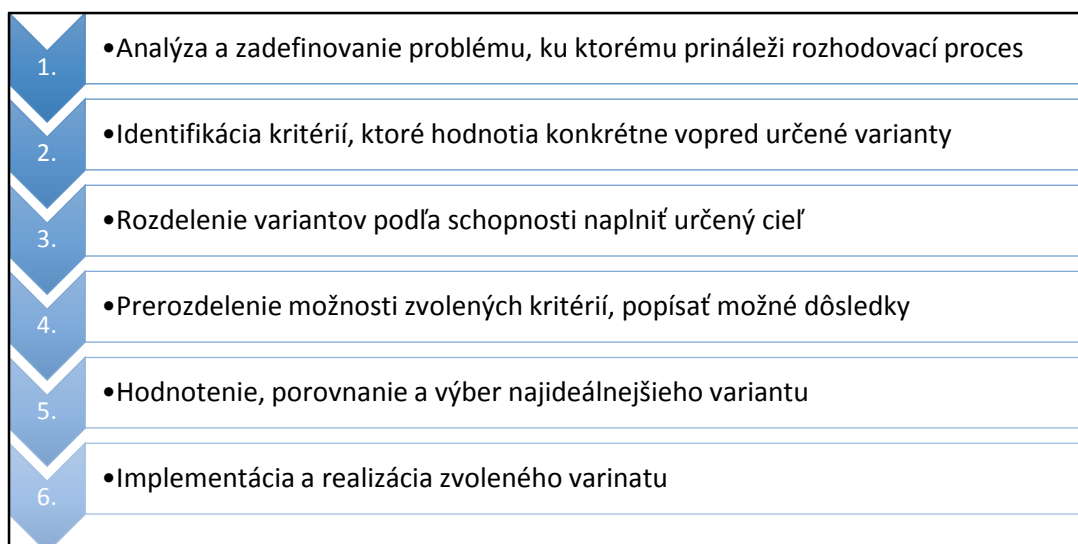 1.
•Analýza a zadefinovanie problému, ku ktorému prináleži rozhodovací proces
2.
•Identifikácia kritérií, ktoré hodnotia konkrétne vopred určené varianty
3.
•Rozdelenie variantov podľa schopnosti naplniť určený cieľ
4.
•Prerozdelenie možnosti zvolených kritérií, popísať možné dôsledky
5.
•Hodnotenie, porovnanie a výber najideálnejšieho variantu
6.
•Implementácia a realizácia zvoleného varinatu